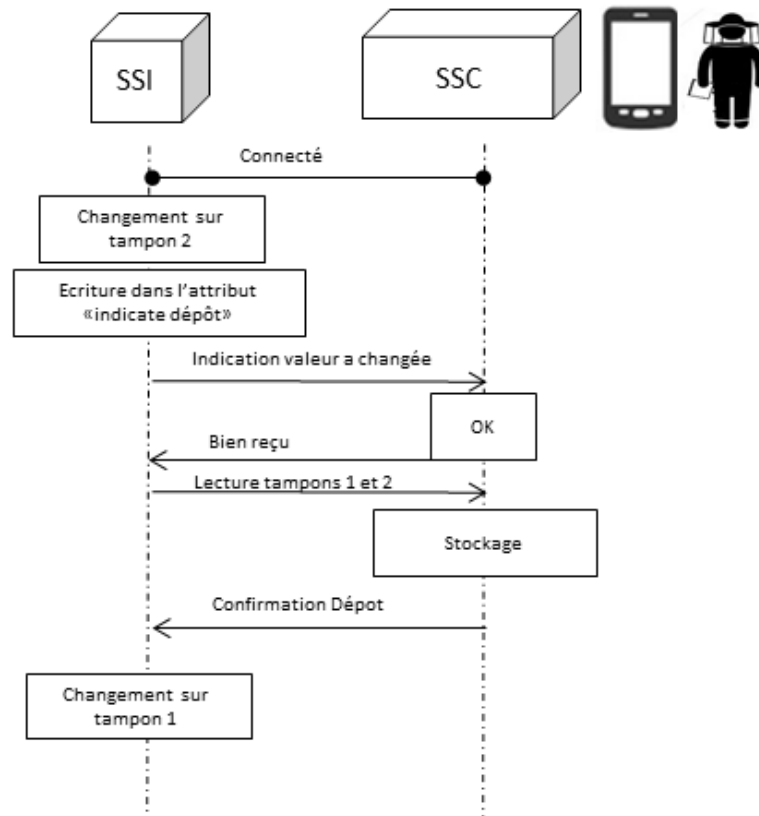 SSI
SSC
Connecté
Changement sur
tampon 2
Ecriture dans l'attribut
«indicate dépôt»
Indication valeur a changée
OK
Bien reçu
Lecture tampons 1 et 2
Stockage
Confirmation Dépot
Changement sur
tampon 1